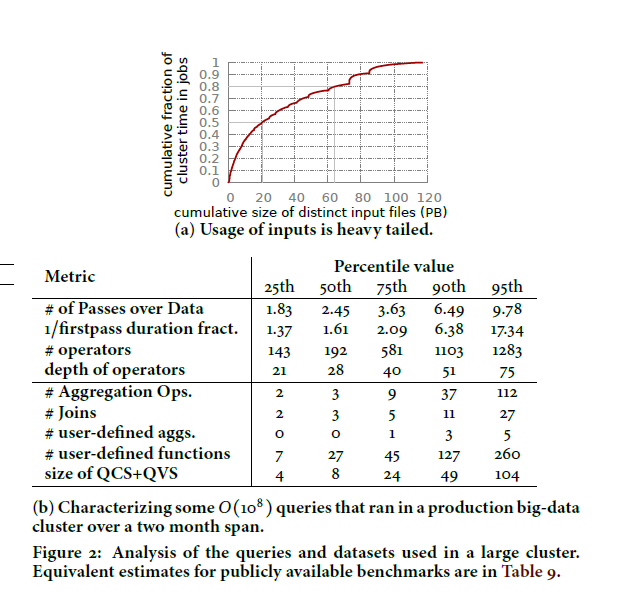 cumulative fraction of
cluster time in jobs
1
0.9
0.8
0.7
0.6
0.5
0.4
0.3
0.2
0.1
0
0 20 40 60 80 100 120
cumulative size of distinct input files (PB)
(a) Usage of inputs is heavy tailed.
Metric Percentile value
25th 50th 75th 90th 95th
# of Passes over Data 1.83 2.45 3.63 6.49 9.78
1/firstpass duration fract. 1.37 1.61 2.09 6.38 17.34
# operators 143 192 581 1103 1283
depth of operators 21 28 40 51 75
# Aggregation Ops. 2 3 9 37 112
# Joins 2 3 5 11 27
# user-defined aggs. 0 0 1 3 5
# user-defined functions 7 27 45 127 260
size of QCS+QVS 4 8 24 49 104
(b) Characterizing some O(10⁸) queries that ran in a production big-data
cluster over a two month span.
Figure 2: Analysis of the queries and datasets used in a large cluster.
Equivalent estimates for publicly available benchmarks are in Table 9.